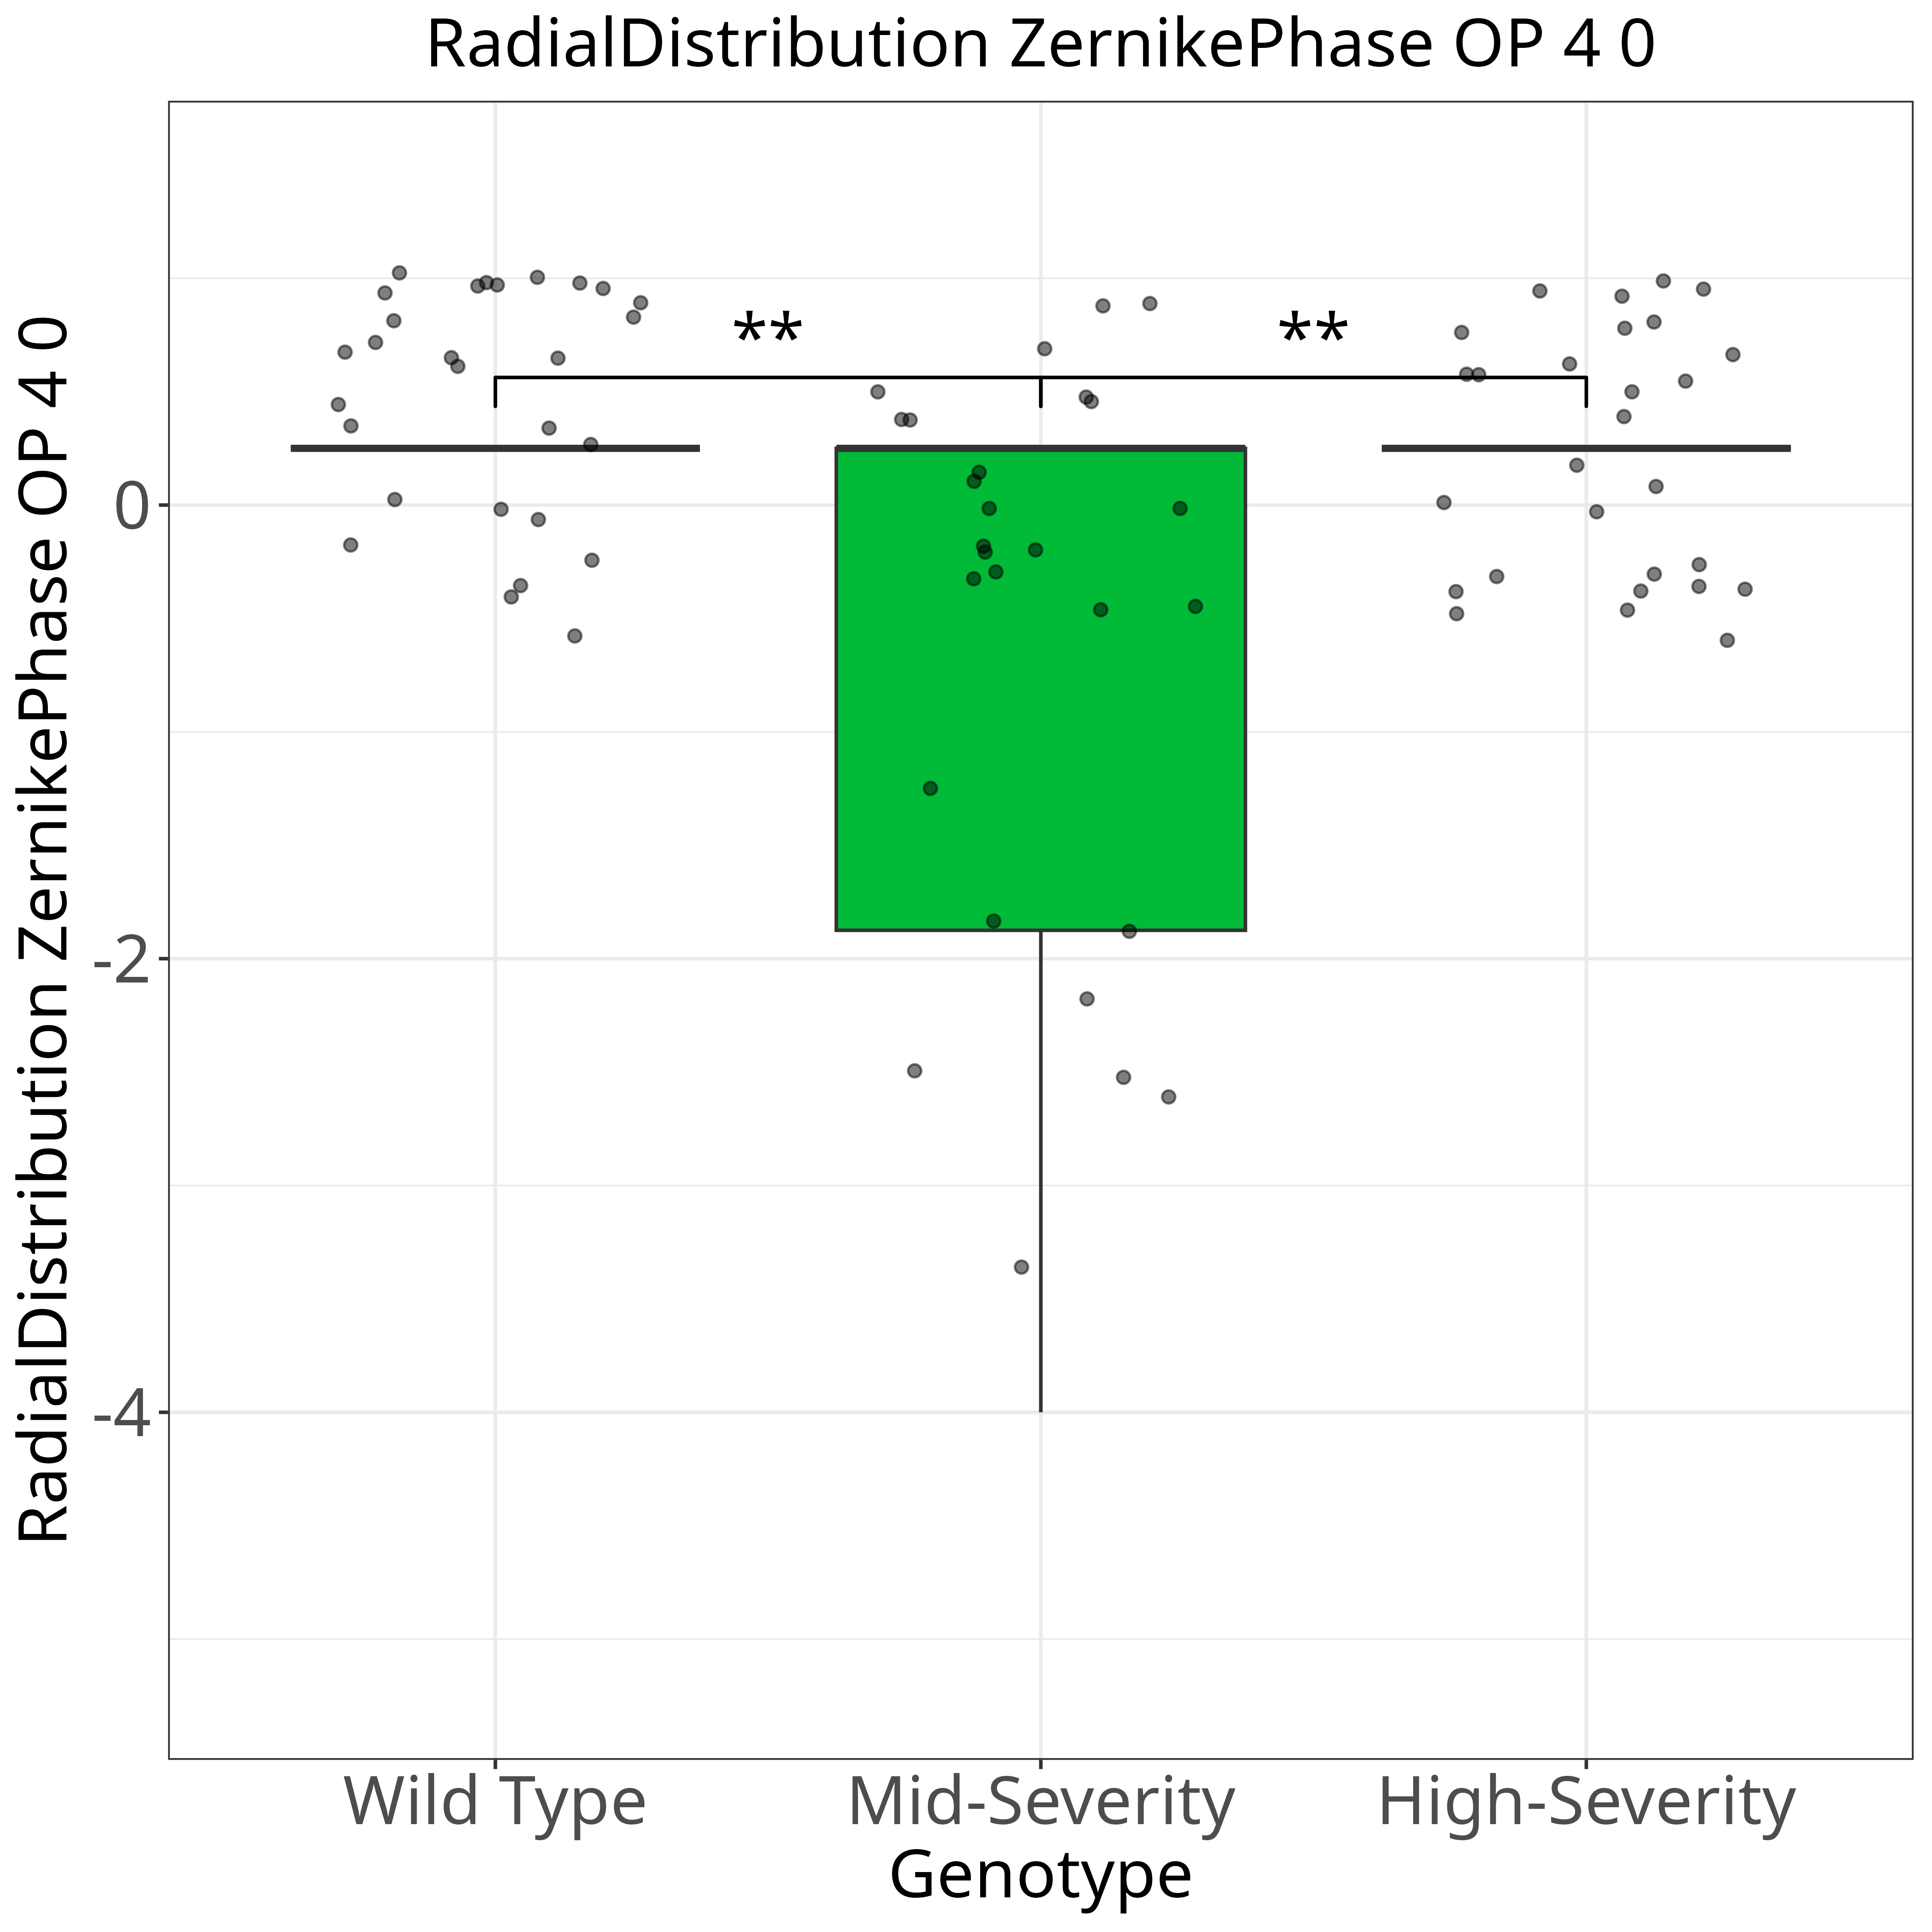 RadialDistribution ZernikePhase OP 4 0
RadialDistribution ZernikePhase OP 4 0
**
**
0
-2
-4
Wild Type
Mid-Severity
High-Severity
Genotype